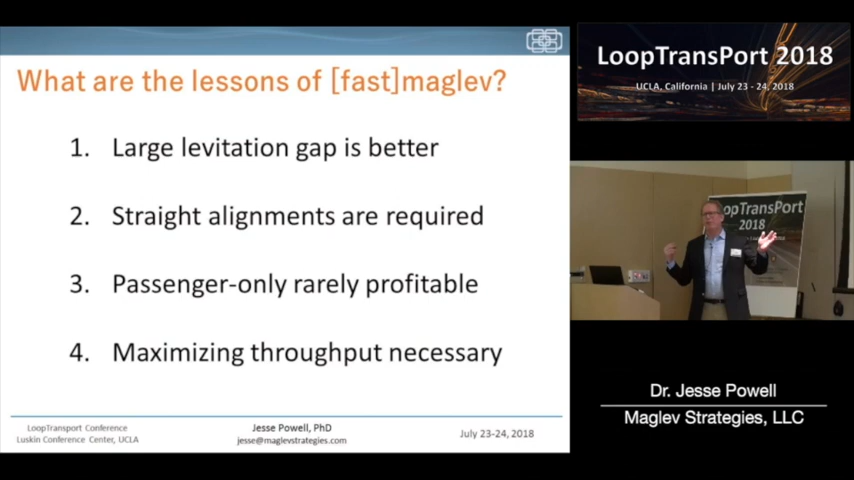 What are the lessons of [fast]maglev?
1. Large levitation gap is better
2. Straight alignments are required
3. Passenger-only rarely profitable
4. Maximizing throughput necessary
LoopTransport Conference
Luskin Conference Center, UCLA
Jesse Powell, PhD
jesse@maglevstrategies.com
July 23-24, 2018
LoopTransPort 2018
UCLA, California | July 23 - 24, 2018
opTransPort
2018
Dr. Jesse Powell
Maglev Strategies, LLC